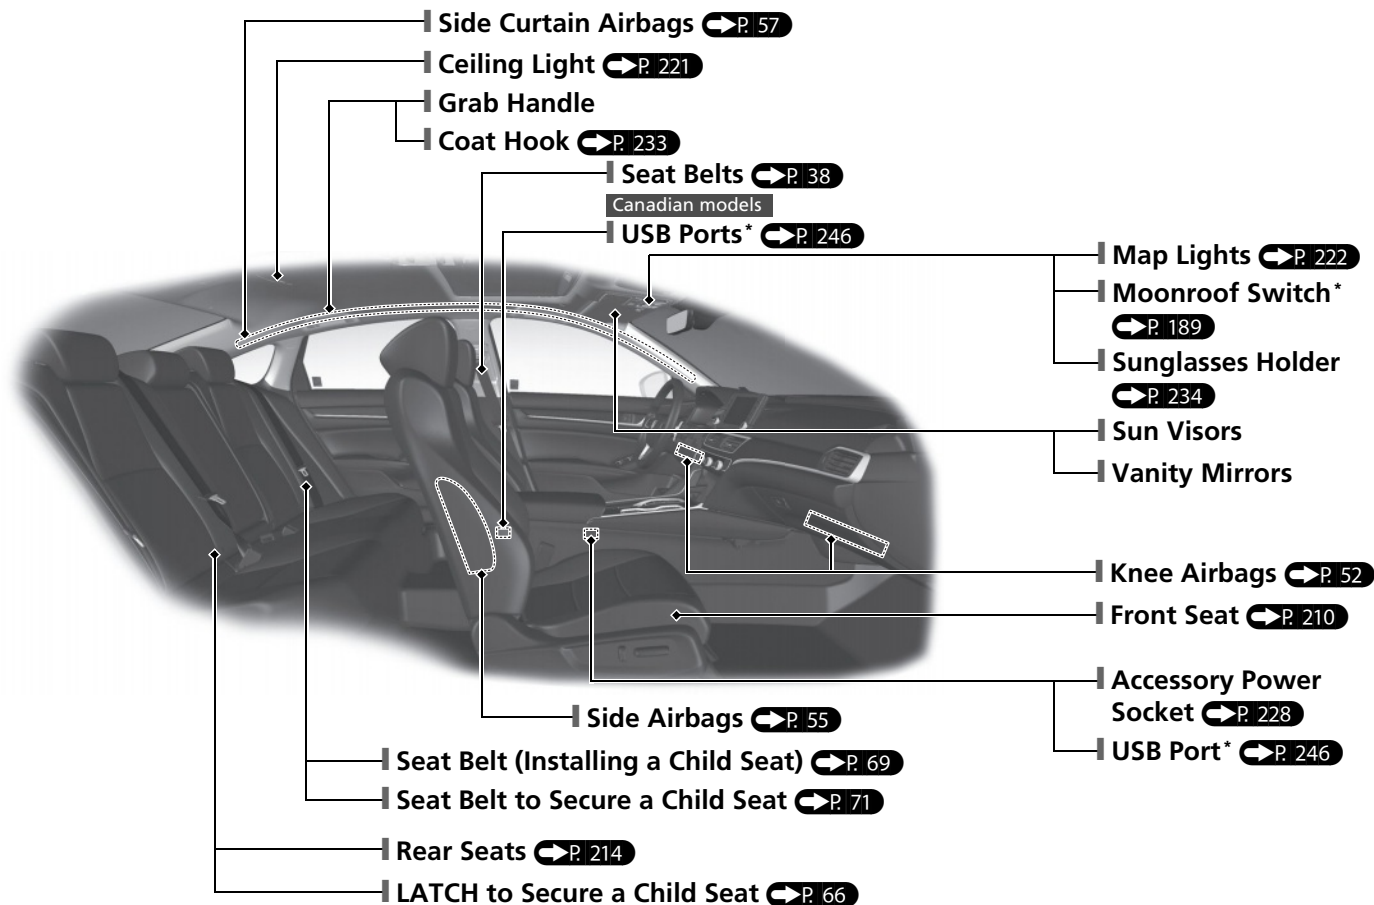 Side Curtain Airbags P. 57
Ceiling Light P. 221
Grab Handle
Coat Hook P. 233
Seat Belts P. 38
Canadian models
USB Ports* P. 246
Map Lights P. 222
Moonroof Switch*
P. 189
Sunglasses Holder
P. 234
Sun Visors
Vanity Mirrors
Knee Airbags P. 52
Front Seat P. 210
Accessory Power
Socket P. 228
USB Port* P. 246
Side Airbags P. 55
Seat Belt (Installing a Child Seat) P. 69
Seat Belt to Secure a Child Seat P. 71
Rear Seats P. 214
LATCH to Secure a Child Seat P. 66